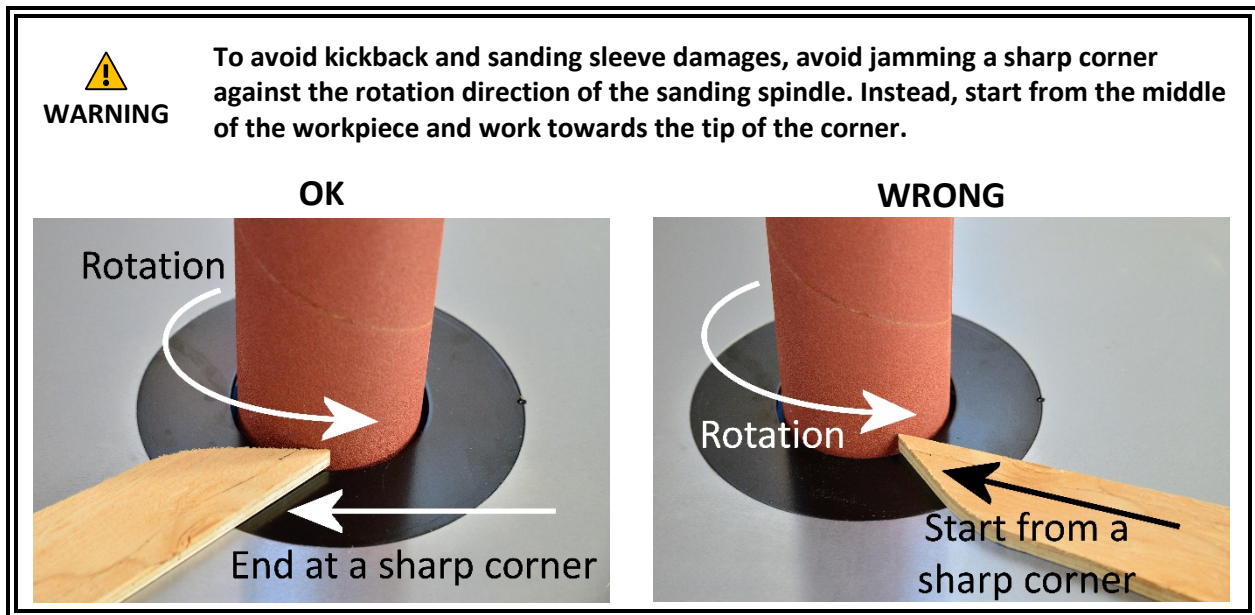 To avoid kickback and sanding sleeve damages, avoid jamming a sharp corner
against the rotation direction of the sanding spindle. Instead, start from the middle
of the workpiece and work towards the tip of the corner.
WARNING
OK
WRONG
Rotation
End at a sharp corner
Rotation
Start from a
sharp corner